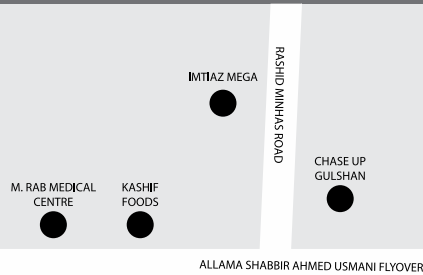 IMTIAZ MEGA
RASHID MINHAS ROAD
CHASE UP
GULSHAN
M. RAB MEDICAL
CENTRE
KASHIF
FOODS
ALLAMA SHABBIR AHMED USMANI FLYOVER